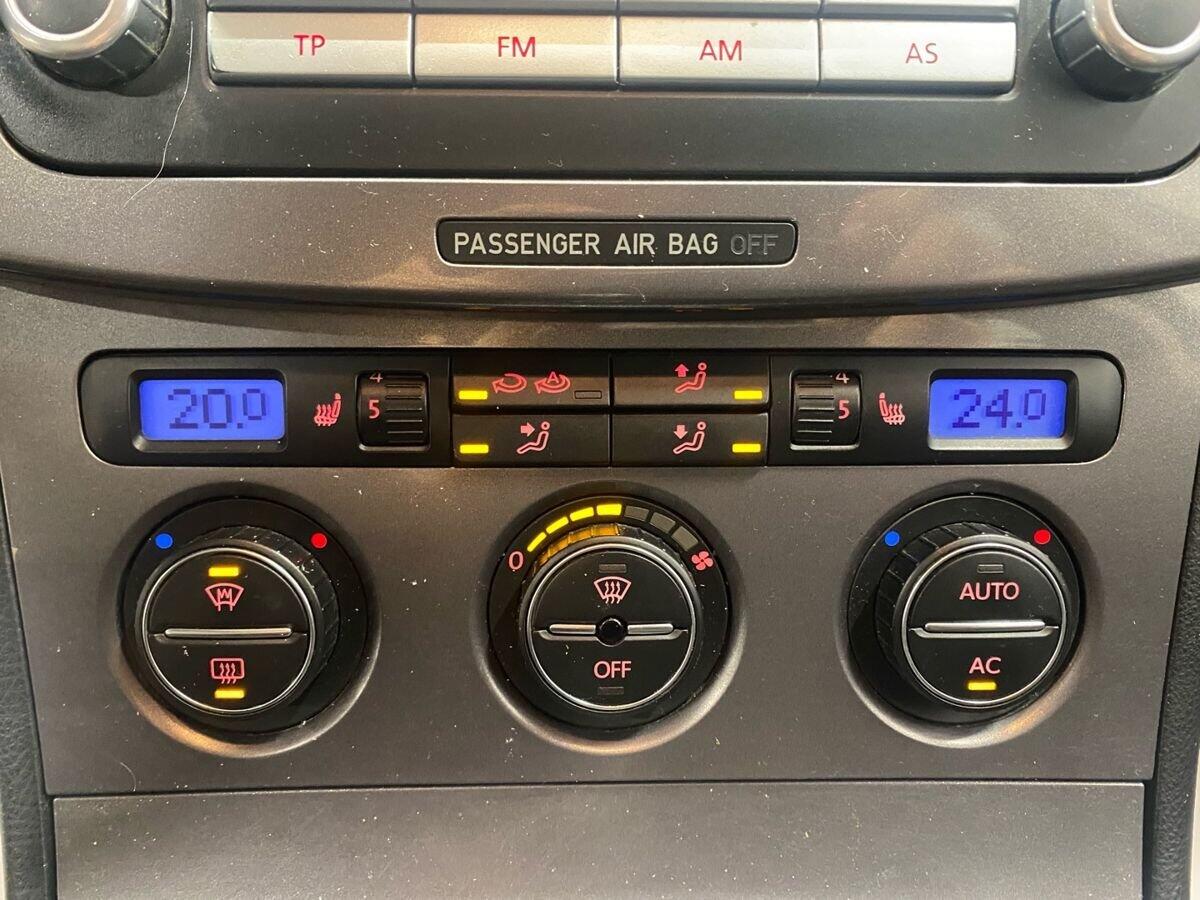 TP FM AM AS
PASSENGER AIR BAG OFF
20.0 4 A 4 24.0
5 5
0
AUTO
OFF AC